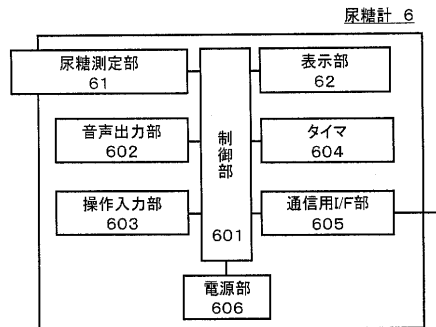 尿糖計 6
尿糖測定部
61
表示部
62
音声出力部
602
制御部
601
タイマ
604
操作入力部
603
通信用I/F部
605
電源部
606